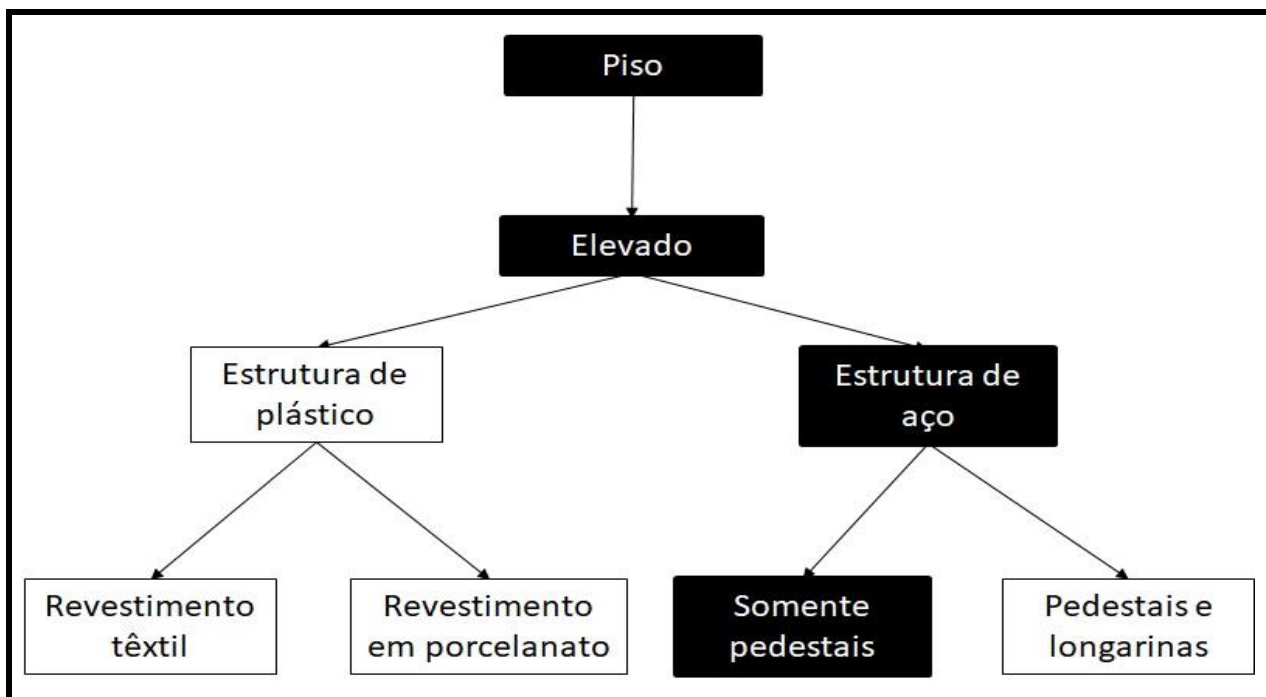 Piso
Elevado
Estrutura de
plástico
Estrutura de
aço
Revestimento
têxtil
Revestimento
em porcelanato
Somente
pedestais
Pedestais e
longarinas